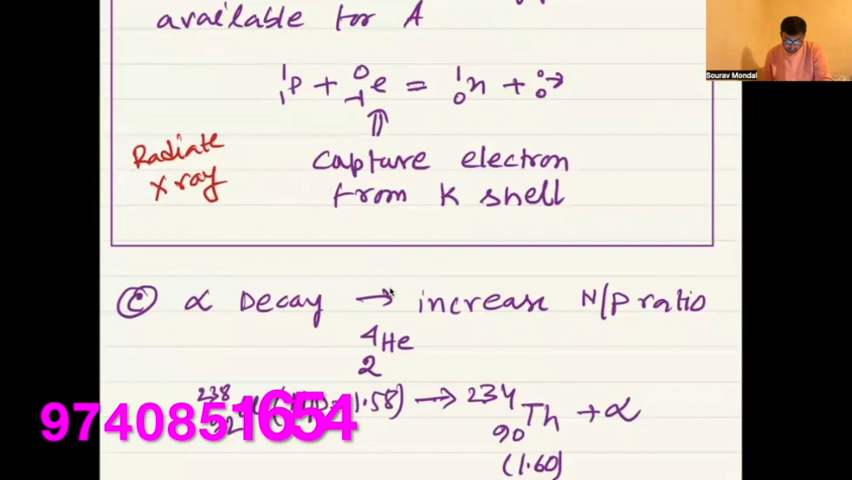 available for A
Sourav Mondal
¹₁P + ⁰₋₁e = ¹₀n + ⁰₀→
Radiate
X ray
capture electron
from K shell
© α Decay → increase N/P ratio
⁴₂He
²³⁸ 1.58) → ²³⁴₉₀Th + α
9740851654
(1.60)